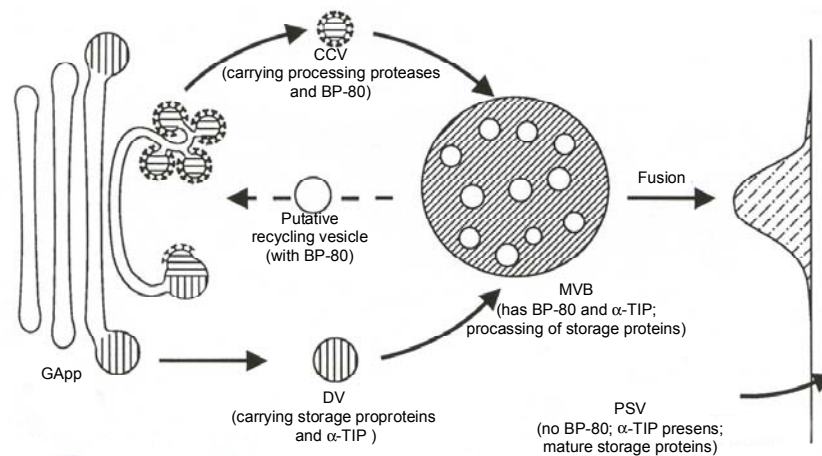 CCV
(carrying processing proteases
and BP-80)
Putative
recycling vesicle
(with BP-80)
Fusion
MVB
(has BP-80 and α-TIP;
procassing of storage proteins)
GApp
DV
(carrying storage proproteins
and α-TIP )
PSV
(no BP-80; α-TIP presens;
mature storage proteins)